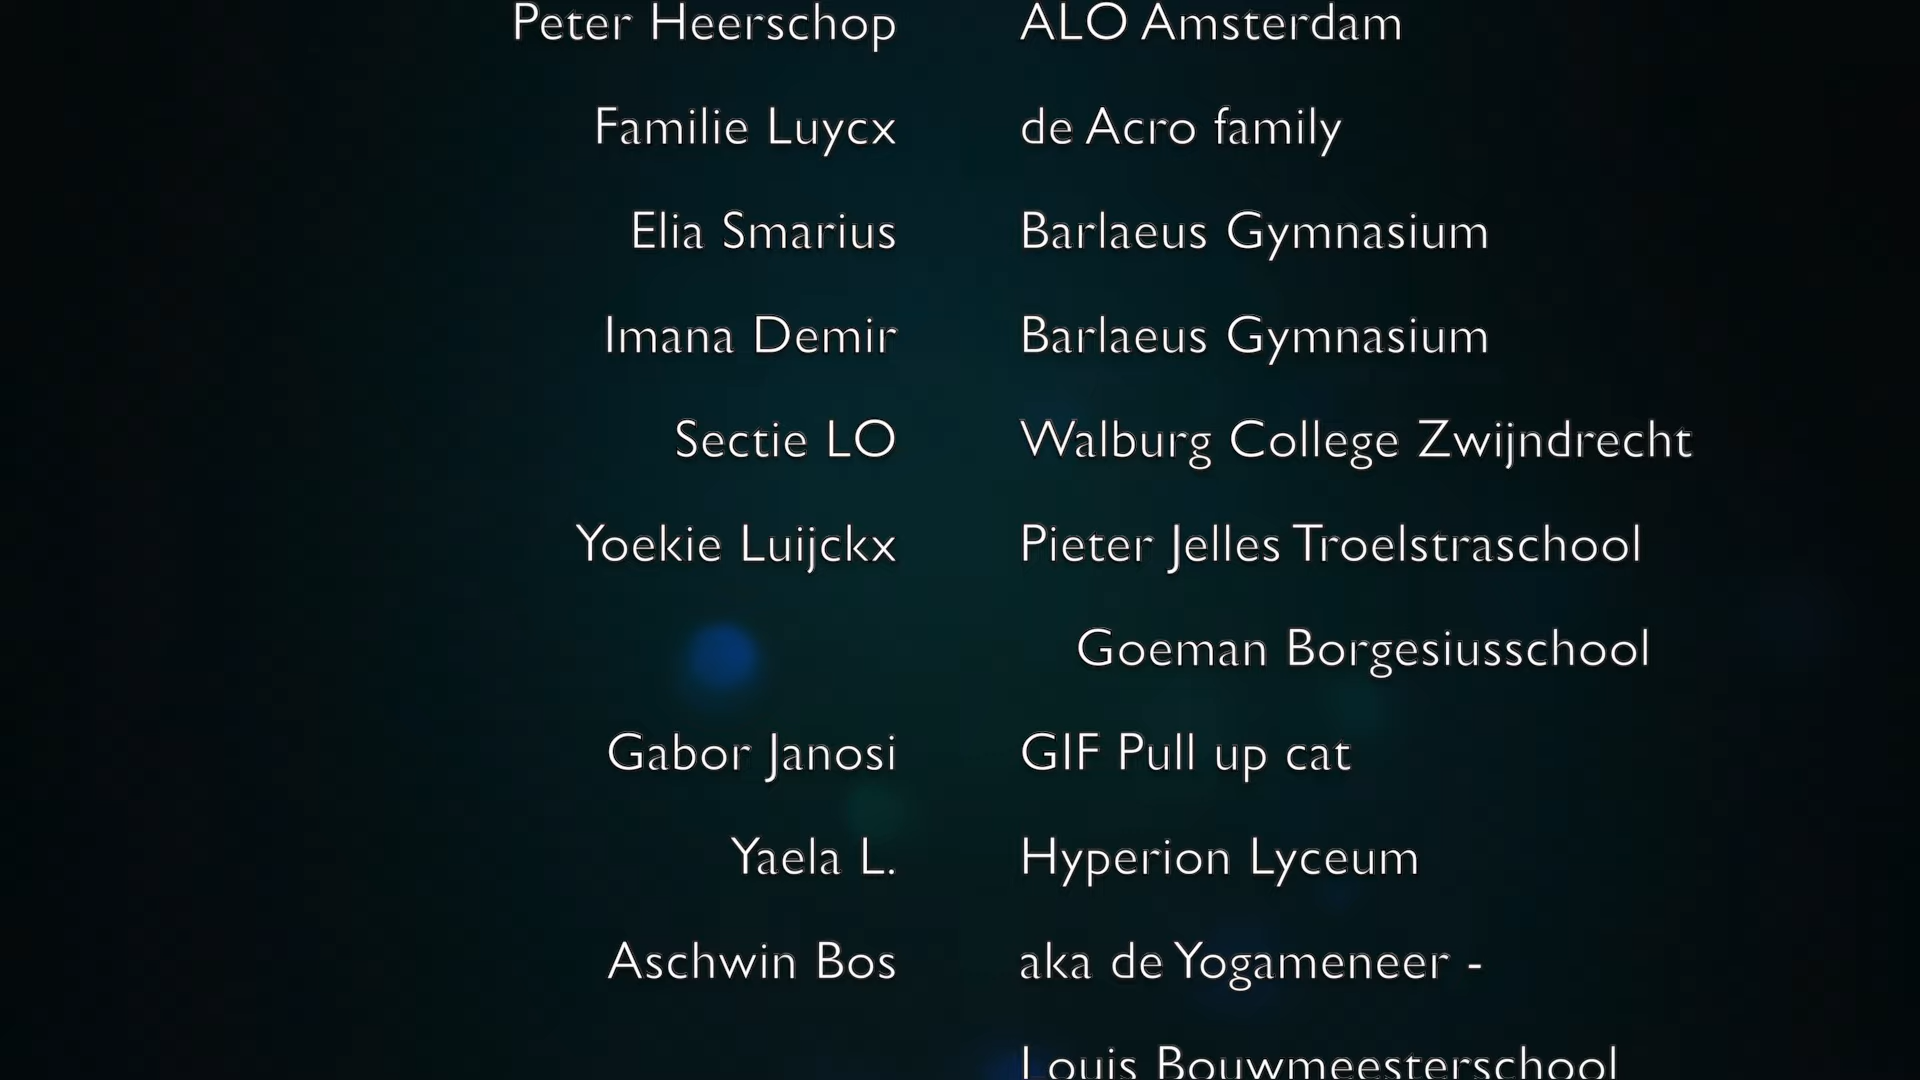 Peter Heerschop ALO Amsterdam
Familie Luycx de Acro family
Elia Smarius Barlaeus Gymnasium
Imana Demir Barlaeus Gymnasium
Sectie LO Walburg College Zwijndrecht
Yoekie Luijckx Pieter Jelles Troelstraschool
Goeman Borgesiusschool
Gabor Janosi GIF Pull up cat
Yaela L. Hyperion Lyceum
Aschwin Bos aka de Yogameneer -
Louis Bouwmeesterschool